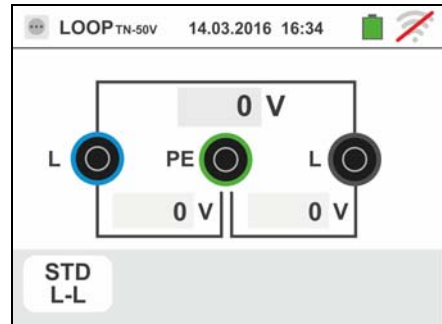 LOOP TN-50V 14.03.2016 16:34
0 V
L PE L
0 V 0 V
STD
L-L